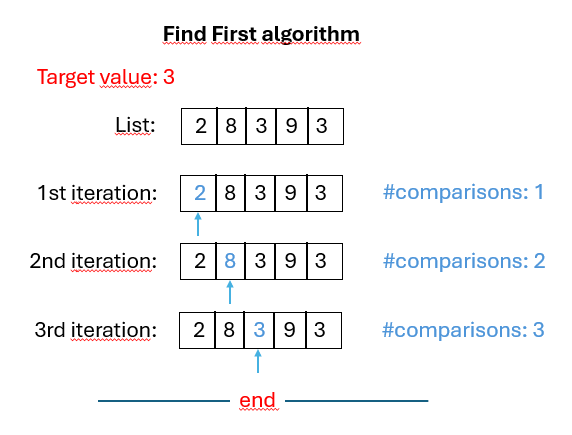 Find First algorithm
Target value: 3
List: 2 8 3 9 3
1st iteration: 2 8 3 9 3 #comparisons: 1
2nd iteration: 2 8 3 9 3 #comparisons: 2
3rd iteration: 2 8 3 9 3 #comparisons: 3
end